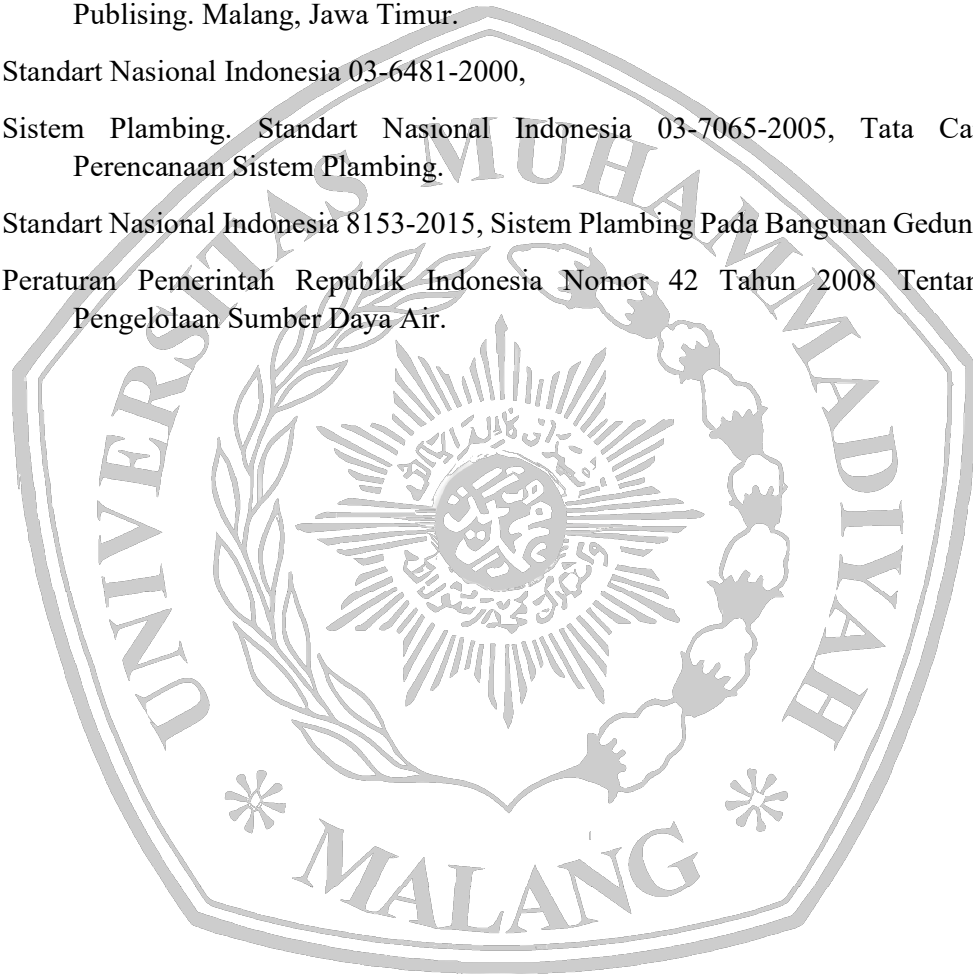 Publising. Malang, Jawa Timur.
Standart Nasional Indonesia 03-6481-2000,
Sistem Plambing. Standart Nasional Indonesia 03-7065-2005, Tata Ca
Perencanaan Sistem Plambing.
Standart Nasional Indonesia 8153-2015, Sistem Plambing Pada Bangunan Gedun
Peraturan Pemerintah Republik Indonesia Nomor 42 Tahun 2008 Tentan
Pengelolaan Sumber Daya Air.
UNIVERSITAS MUHAMMADIYAH
MALANG